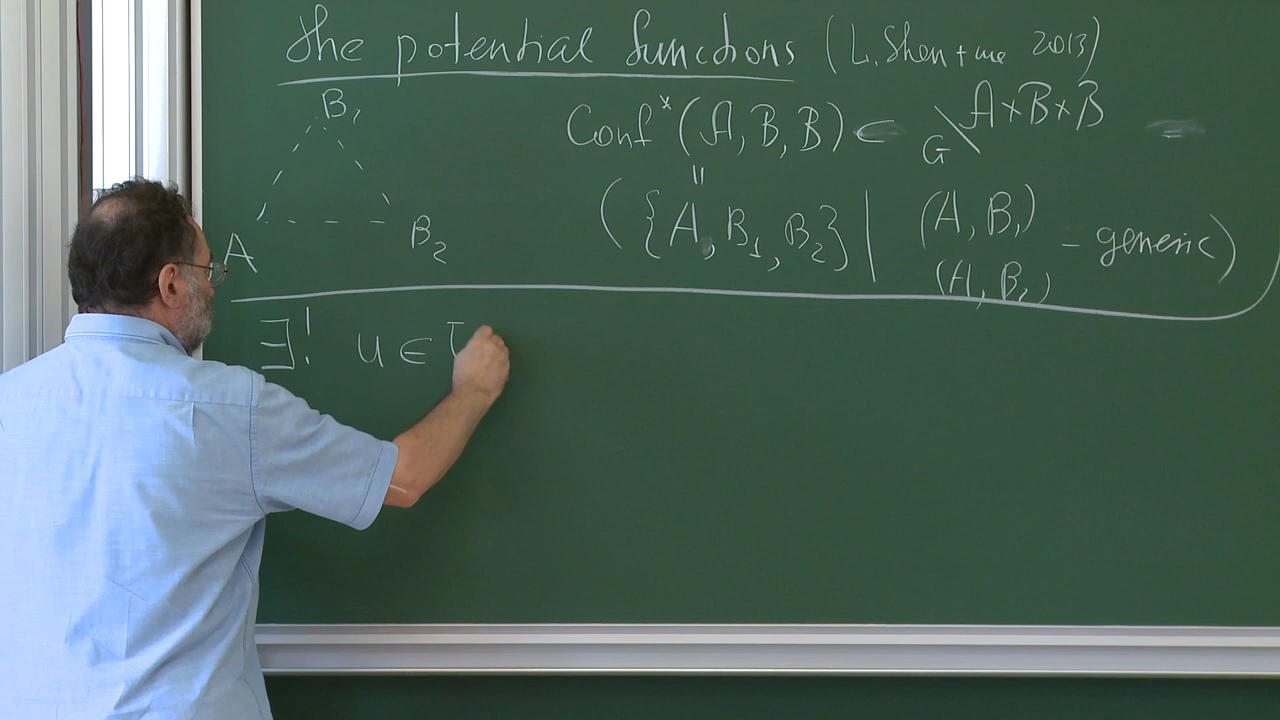 The potential functions (L. Shen + me 2013)
B₁
Conf*(A, B, B) ⊂ G\A×B×B =
=
A B₂ ({A, B₁, B₂} | (A, B₁) (A, B₂) - generic)
∃! u ∈